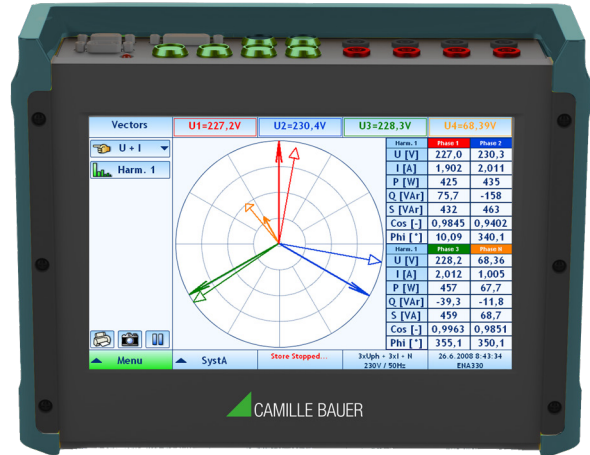 Vectors
U1=227,2V
U2=230,4V
U3=228,3V
U4=68,39V
U + I
Harm. 1
Harm. 1 Phase 1 Phase 2
U [V] 227,0 230,3
I [A] 1,902 2,011
P [W] 425 435
Q [VAr] 75,7 -158
S [VAr] 432 463
Cos [-] 0,9845 0,9402
Phi [°] 10,09 340,1
Harm. 1 Phase 3 Phase N
U [V] 228,2 68,36
I [A] 2,012 1,005
P [W] 457 67,7
Q [VAr] -39,3 -11,8
S [VA] 459 68,7
Cos [-] 0,9963 0,9851
Phi [°] 355,1 350,1
Menu
SystA
Store Stopped...
3xUph + 3xI + N
230V / 50Hz
26.6.2008 8:43:34
ENA330
CAMILLE BAUER